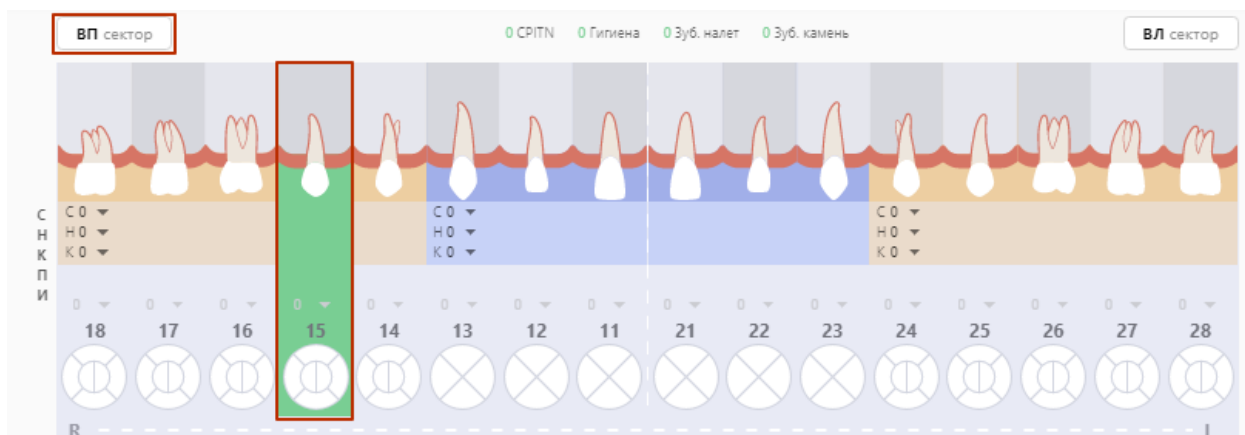 ВП сектор 0 CPITN 0 Гигиена 0 Зуб. налет 0 Зуб. камень ВЛ сектор
С С 0 С 0 С 0
Н Н 0 Н 0 Н 0
К К 0 К 0 К 0
П
И 0 0 0 0 0 0 0 0 0 0 0 0 0 0 0 0
18 17 16 15 14 13 12 11 21 22 23 24 25 26 27 28
R L